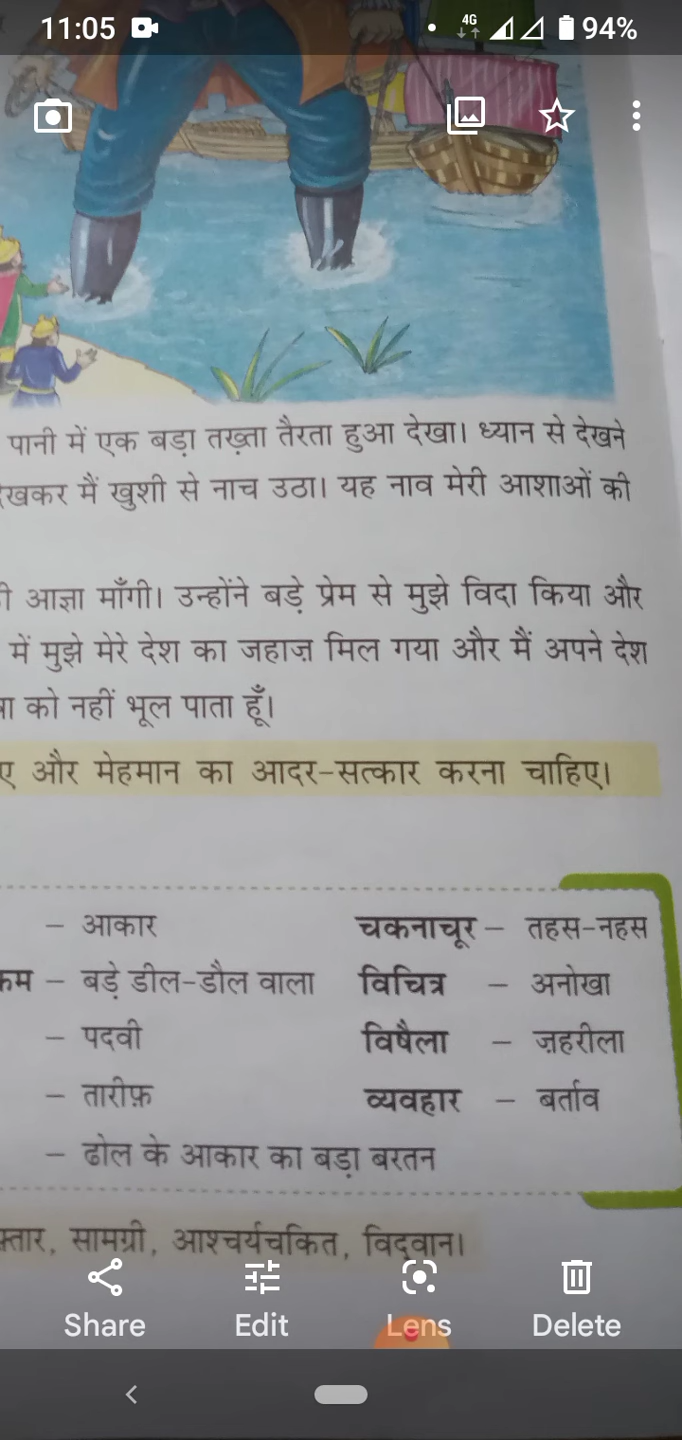 11:05 4G 94%
पानी में एक बड़ा तख़्ता तैरता हुआ देखा। ध्यान से देखने
खकर मैं खुशी से नाच उठा। यह नाव मेरी आशाओं की
आज्ञा माँगी। उन्होंने बड़े प्रेम से मुझे विदा किया और
में मुझे मेरे देश का जहाज़ मिल गया और मैं अपने देश
को नहीं भूल पाता हूँ।
ए और मेहमान का आदर-सत्कार करना चाहिए।
– आकार चकनाचूर – तहस-नहस
– बड़े डील-डौल वाला विचित्र – अनोखा
– पदवी विषैला – ज़हरीला
– तारीफ़ व्यवहार – बर्ताव
– ढोल के आकार का बड़ा बरतन
, सामग्री, आश्चर्यचकित, विद्वान।
Share Edit Lens Delete